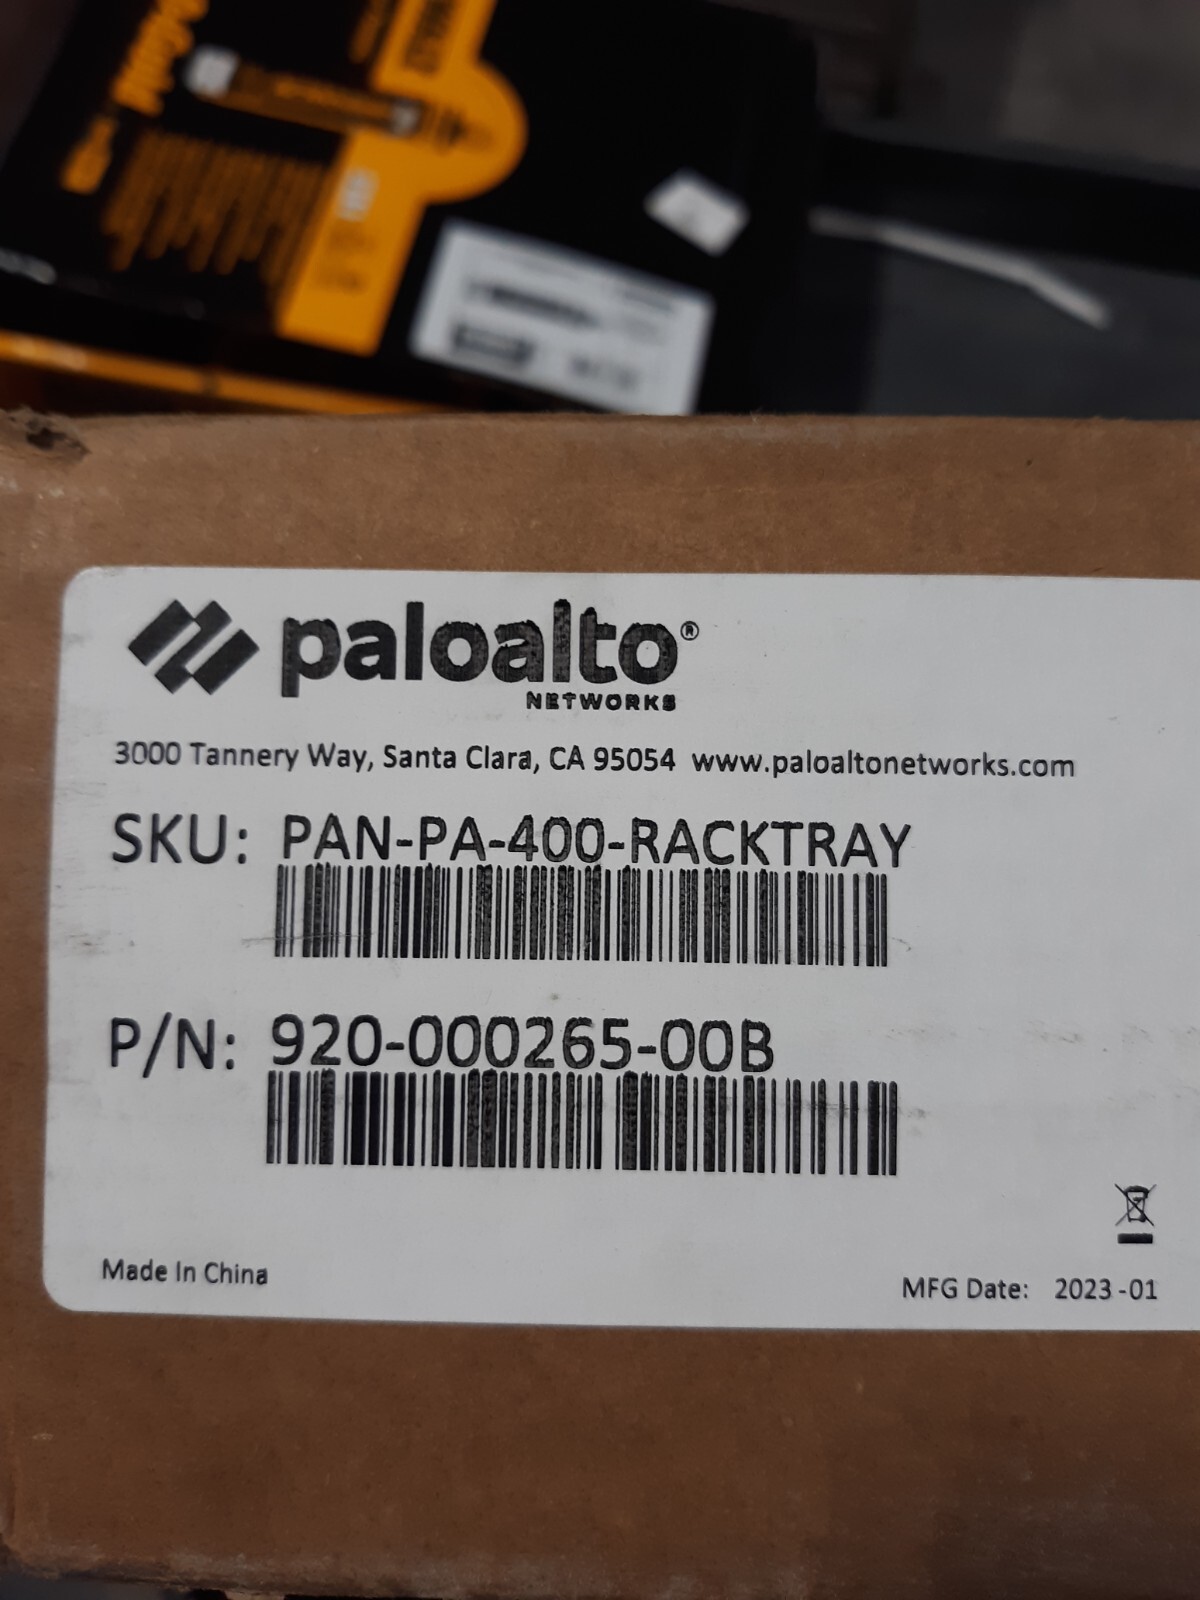 paloalto®
NETWORKS
3000 Tannery Way, Santa Clara, CA 95054 www.paloaltonetworks.com
SKU: PAN-PA-400-RACKTRAY
P/N: 920-000265-00B
Made In China
MFG Date: 2023-01